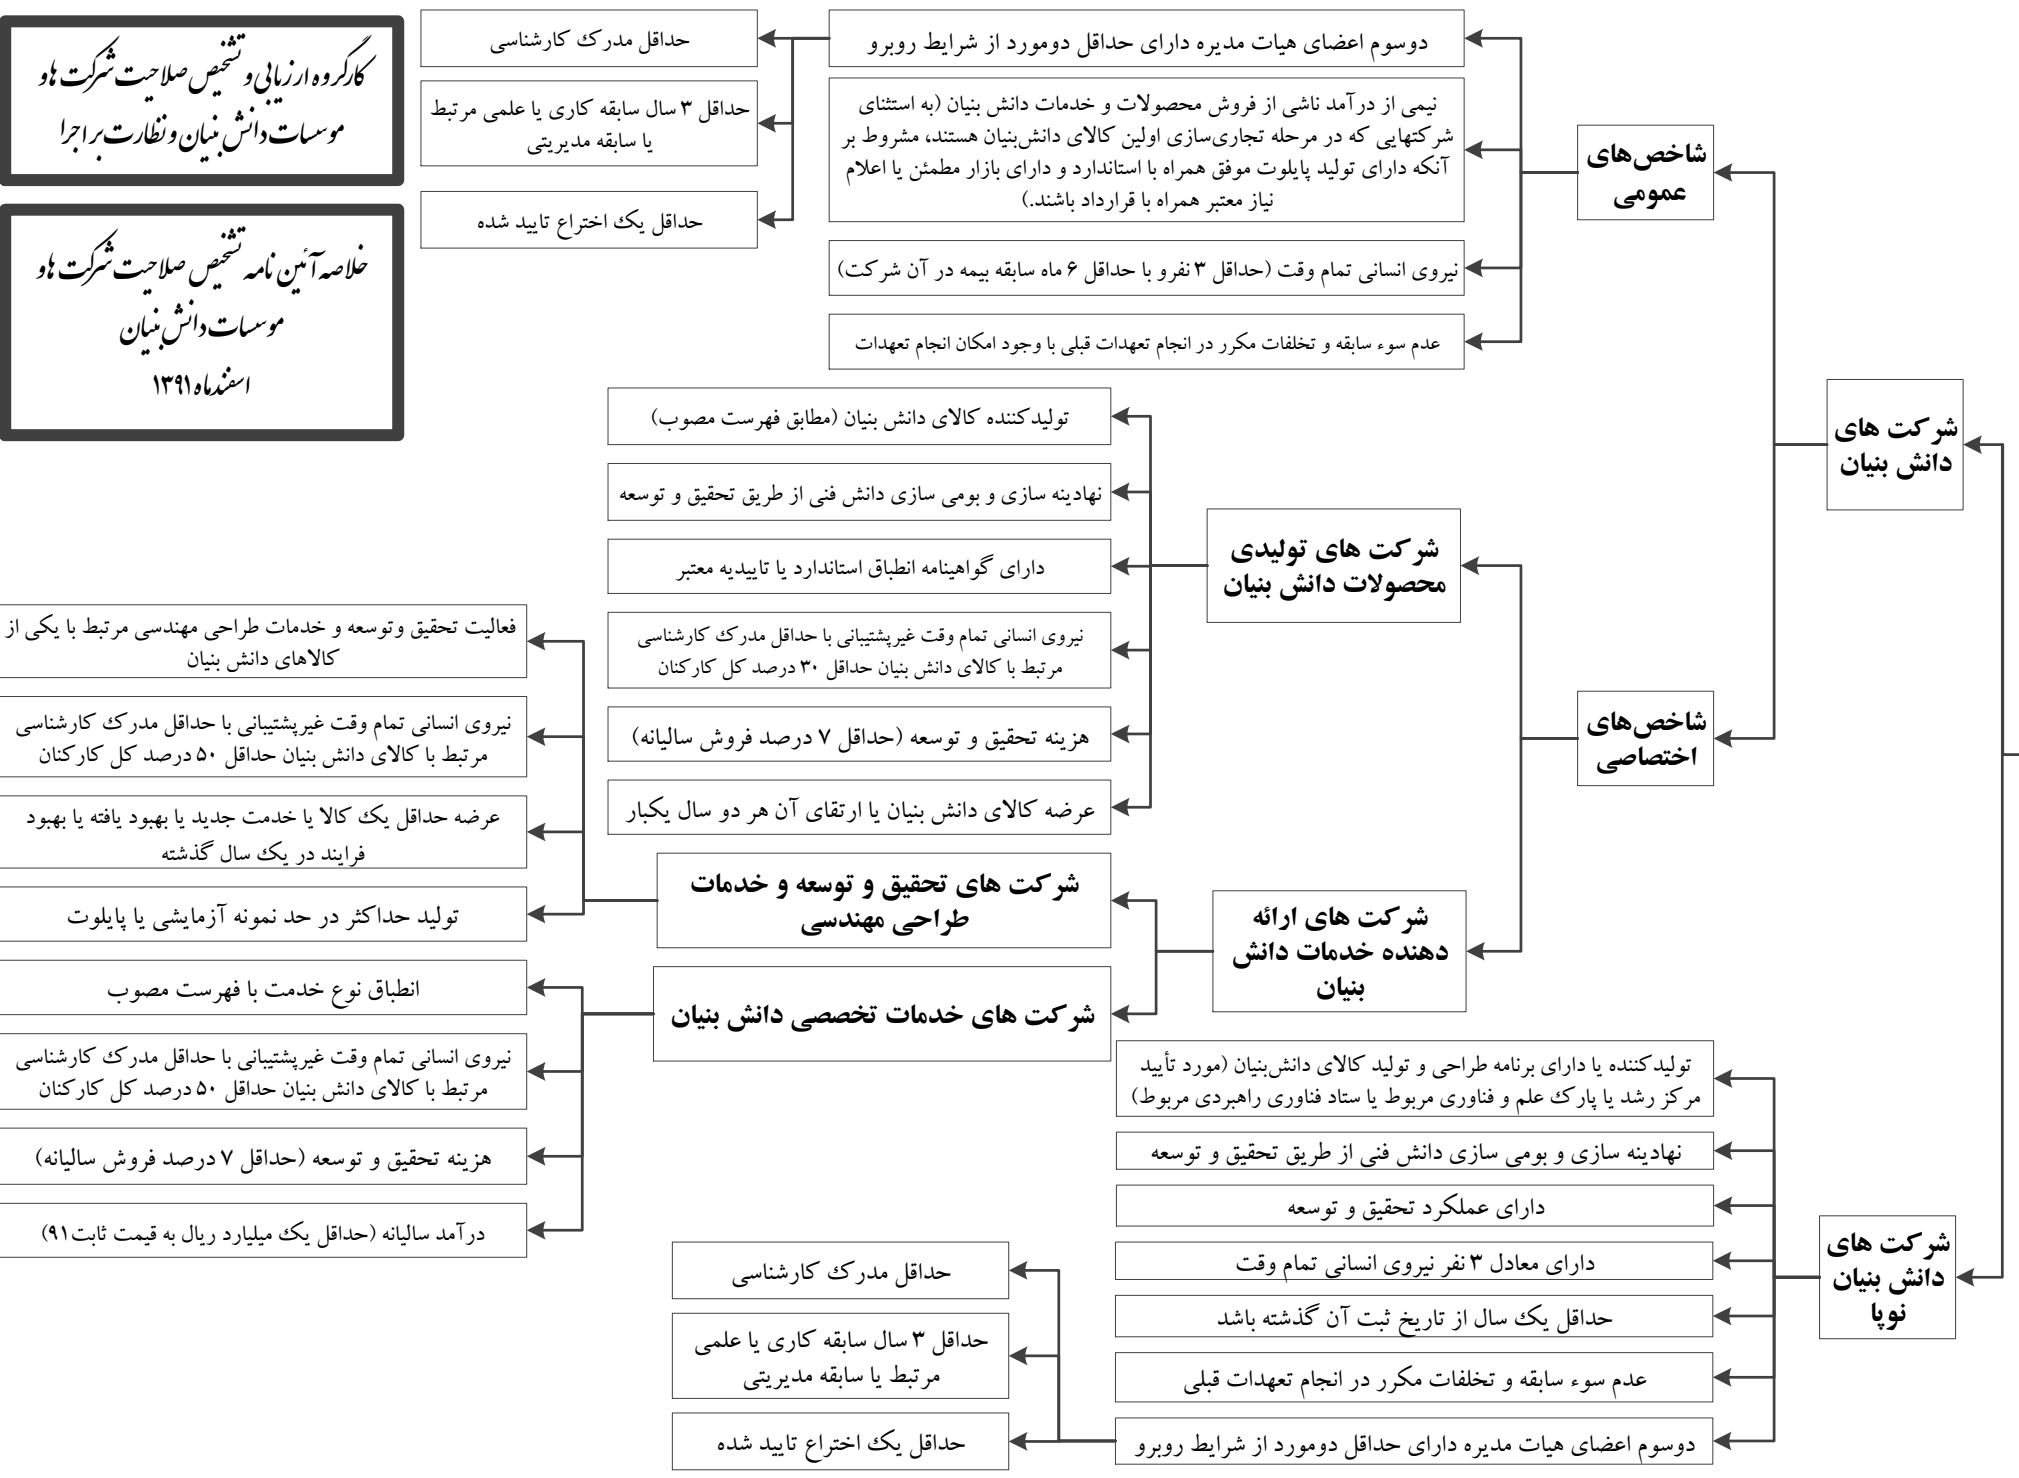 کارگروه ارزیابی و تشخیص صلاحیت شرکت ها و
موسسات دانش بنیان و نظارت بر اجرا
خلاصه آئین نامه تشخیص صلاحیت شرکت ها و
موسسات دانش بنیان
اسفندماه ۱۳۹۱
شرکت های
دانش بنیان
شاخص‌های
عمومی
دوسوم اعضای هیات مدیره دارای حداقل دومورد از شرایط روبرو
حداقل مدرک کارشناسی
حداقل ۳ سال سابقه کاری یا علمی مرتبط
یا سابقه مدیریتی
حداقل یک اختراع تایید شده
نیمی از درآمد ناشی از فروش محصولات و خدمات دانش بنیان (به استثنای
شرکتهایی که در مرحله تجاری‌سازی اولین کالای دانش‌بنیان هستند، مشروط بر
آنکه دارای تولید پایلوت موفق همراه با استاندارد و دارای بازار مطمئن یا اعلام
نیاز معتبر همراه با قرارداد باشند.)
نیروی انسانی تمام وقت (حداقل ۳ نفرو با حداقل ۶ ماه سابقه بیمه در آن شرکت)
عدم سوء سابقه و تخلفات مکرر در انجام تعهدات قبلی با وجود امکان انجام تعهدات
شاخص‌های
اختصاصی
شرکت های تولیدی
محصولات دانش بنیان
تولیدکننده کالای دانش بنیان (مطابق فهرست مصوب)
نهادینه سازی و بومی سازی دانش فنی از طریق تحقیق و توسعه
دارای گواهینامه انطباق استاندارد یا تاییدیه معتبر
نیروی انسانی تمام وقت غیرپشتیبانی با حداقل مدرک کارشناسی
مرتبط با کالای دانش بنیان حداقل ۳۰ درصد کل کارکنان
هزینه تحقیق و توسعه (حداقل ۷ درصد فروش سالیانه)
عرضه کالای دانش بنیان یا ارتقای آن هر دو سال یکبار
شرکت های ارائه
دهنده خدمات دانش
بنیان
شرکت های تحقیق و توسعه و خدمات
طراحی مهندسی
فعالیت تحقیق وتوسعه و خدمات طراحی مهندسی مرتبط با یکی از
کالاهای دانش بنیان
نیروی انسانی تمام وقت غیرپشتیبانی با حداقل مدرک کارشناسی
مرتبط با کالای دانش بنیان حداقل ۵۰ درصد کل کارکنان
عرضه حداقل یک کالا یا خدمت جدید یا بهبود یافته یا بهبود
فرایند در یک سال گذشته
تولید حداکثر در حد نمونه آزمایشی یا پایلوت
شرکت های خدمات تخصصی دانش بنیان
انطباق نوع خدمت با فهرست مصوب
نیروی انسانی تمام وقت غیرپشتیبانی با حداقل مدرک کارشناسی
مرتبط با کالای دانش بنیان حداقل ۵۰ درصد کل کارکنان
هزینه تحقیق و توسعه (حداقل ۷ درصد فروش سالیانه)
درآمد سالیانه (حداقل یک میلیارد ریال به قیمت ثابت۹۱)
شرکت های
دانش بنیان
نوپا
تولیدکننده یا دارای برنامه طراحی و تولید کالای دانش‌بنیان (مورد تأیید
مرکز رشد یا پارک علم و فناوری مربوط یا ستاد فناوری راهبردی مربوط)
نهادینه سازی و بومی سازی دانش فنی از طریق تحقیق و توسعه
دارای عملکرد تحقیق و توسعه
دارای معادل ۳ نفر نیروی انسانی تمام وقت
حداقل یک سال از تاریخ ثبت آن گذشته باشد
عدم سوء سابقه و تخلفات مکرر در انجام تعهدات قبلی
دوسوم اعضای هیات مدیره دارای حداقل دومورد از شرایط روبرو
حداقل مدرک کارشناسی
حداقل ۳ سال سابقه کاری یا علمی
مرتبط یا سابقه مدیریتی
حداقل یک اختراع تایید شده